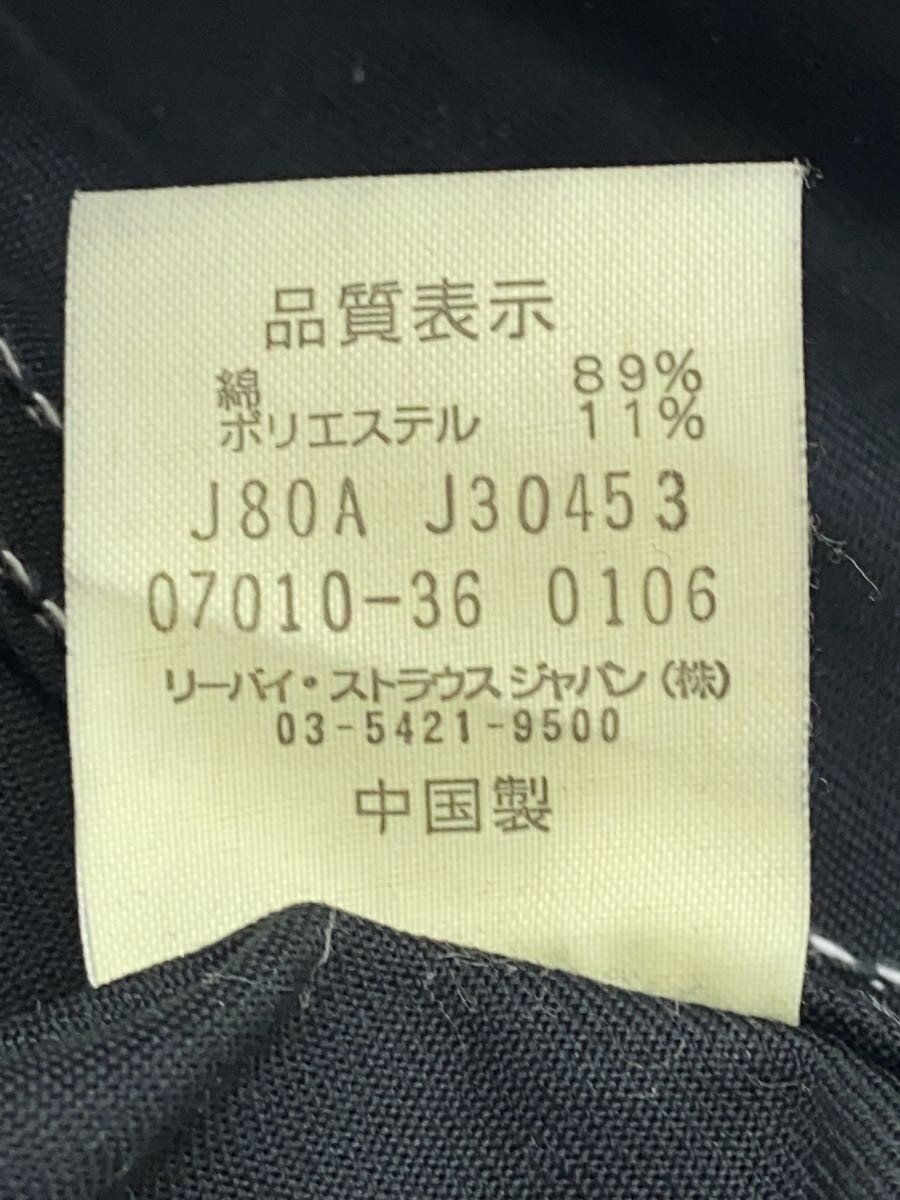 品質表示
綿 89%
ポリエステル 11%
J80A J30453
07010-36 0106
リーバイ・ストラウスジャパン(株)
03-5421-9500
中国製